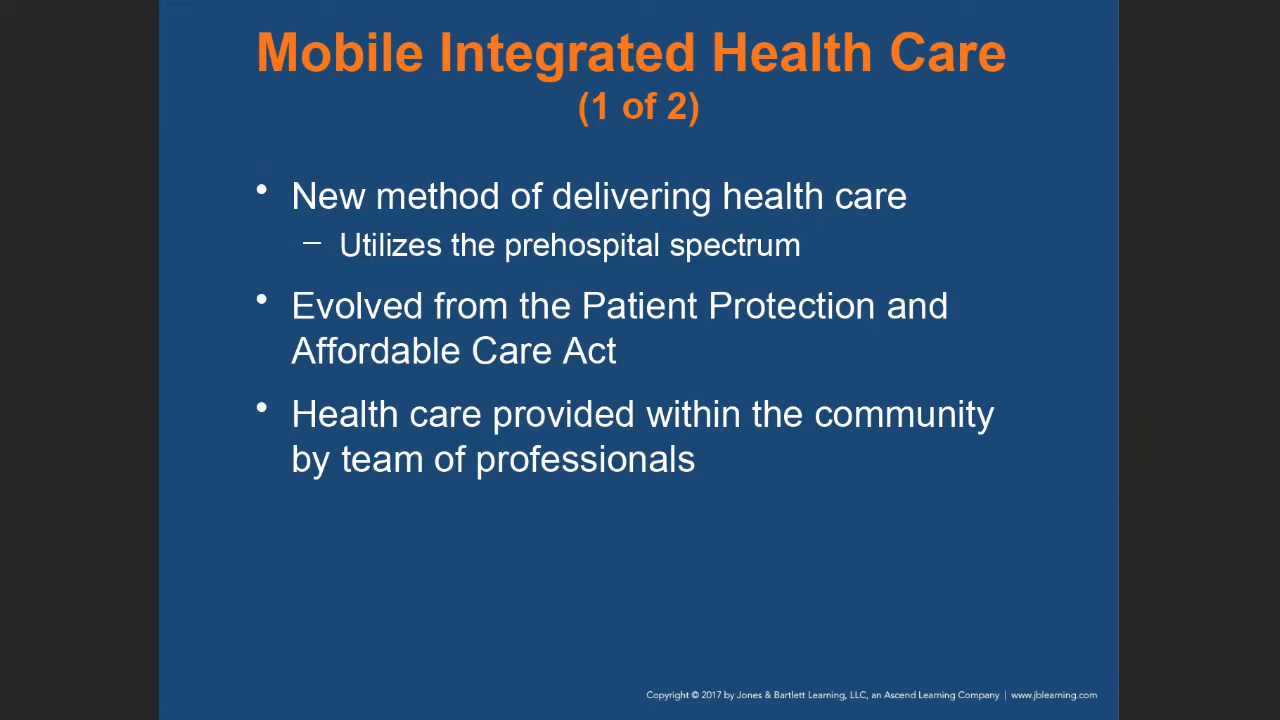 Mobile Integrated Health Care
(1 of 2)
• New method of delivering health care
– Utilizes the prehospital spectrum
• Evolved from the Patient Protection and
Affordable Care Act
• Health care provided within the community
by team of professionals
Copyright © 2017 by Jones & Bartlett Learning, LLC, an Ascend Learning Company | www.jblearning.com